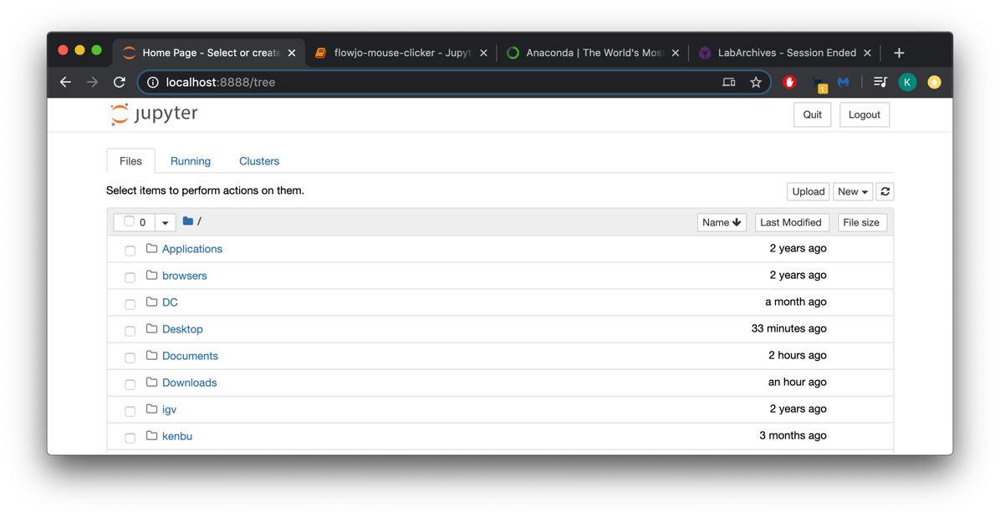 Home Page - Select or create
flowjo-mouse-clicker - Jupyt
Anaconda | The World's Most
LabArchives - Session Ended
localhost:8888/tree
1
K
jupyter
Quit
Logout
Files
Running
Clusters
Select items to perform actions on them.
Upload
New
0
/
Name
Last Modified
File size
Applications 2 years ago
browsers 2 years ago
DC a month ago
Desktop 33 minutes ago
Documents 2 hours ago
Downloads an hour ago
igv 2 years ago
kenbu 3 months ago